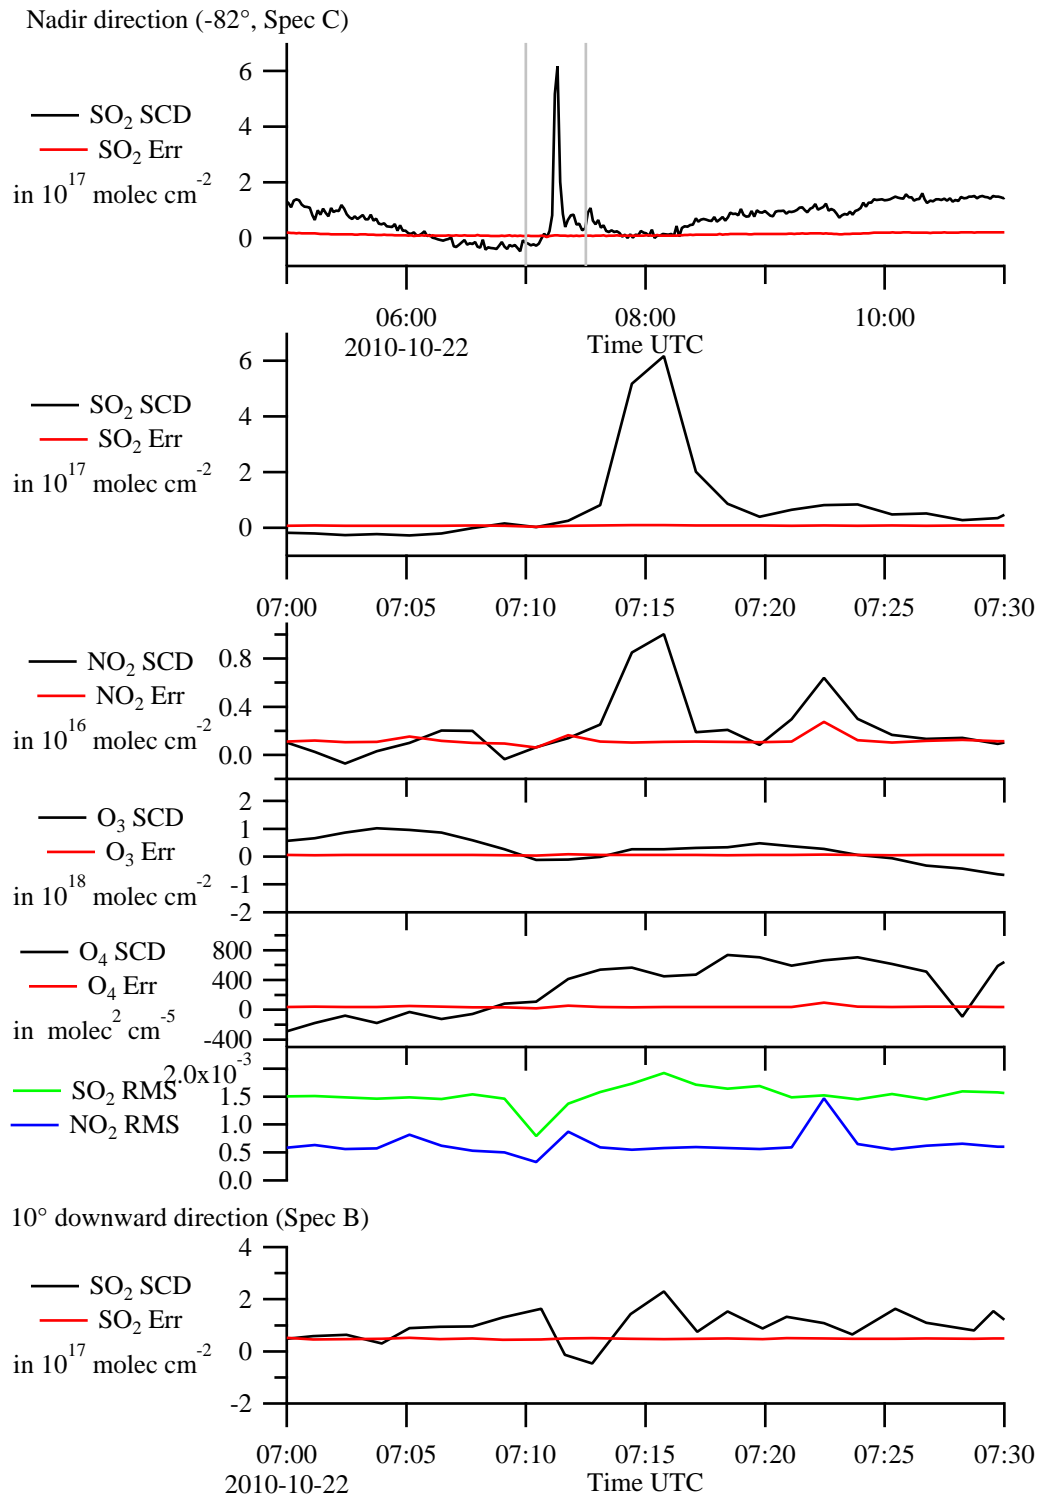 Nadir direction (-82°, Spec C)
6
4
2
0
SO2 SCD
SO2 Err
in 10^17 molec cm^-2
06:00 08:00 10:00
2010-10-22 Time UTC
6
4
2
0
SO2 SCD
SO2 Err
in 10^17 molec cm^-2
07:00 07:05 07:10 07:15 07:20 07:25 07:30
0.8
0.4
0.0
NO2 SCD
NO2 Err
in 10^16 molec cm^-2
2
1
0
-1
-2
O3 SCD
O3 Err
in 10^18 molec cm^-2
800
400
0
-400
O4 SCD
O4 Err
in molec^2 cm^-5
2.0x10^-3
1.5
1.0
0.5
0.0
SO2 RMS
NO2 RMS
10° downward direction (Spec B)
4
2
0
-2
SO2 SCD
SO2 Err
in 10^17 molec cm^-2
07:00 07:05 07:10 07:15 07:20 07:25 07:30
2010-10-22 Time UTC